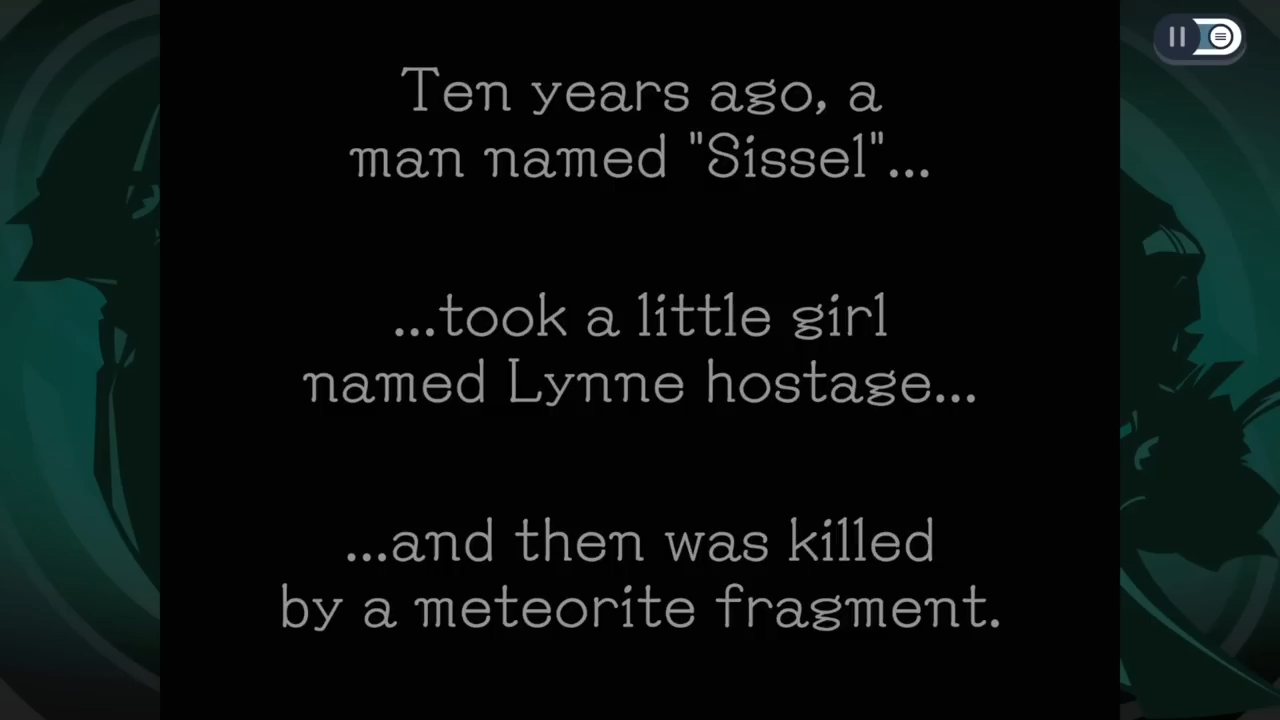 Ten years ago, a
man named "Sissel"...
...took a little girl
named Lynne hostage...
...and then was killed
by a meteorite fragment.